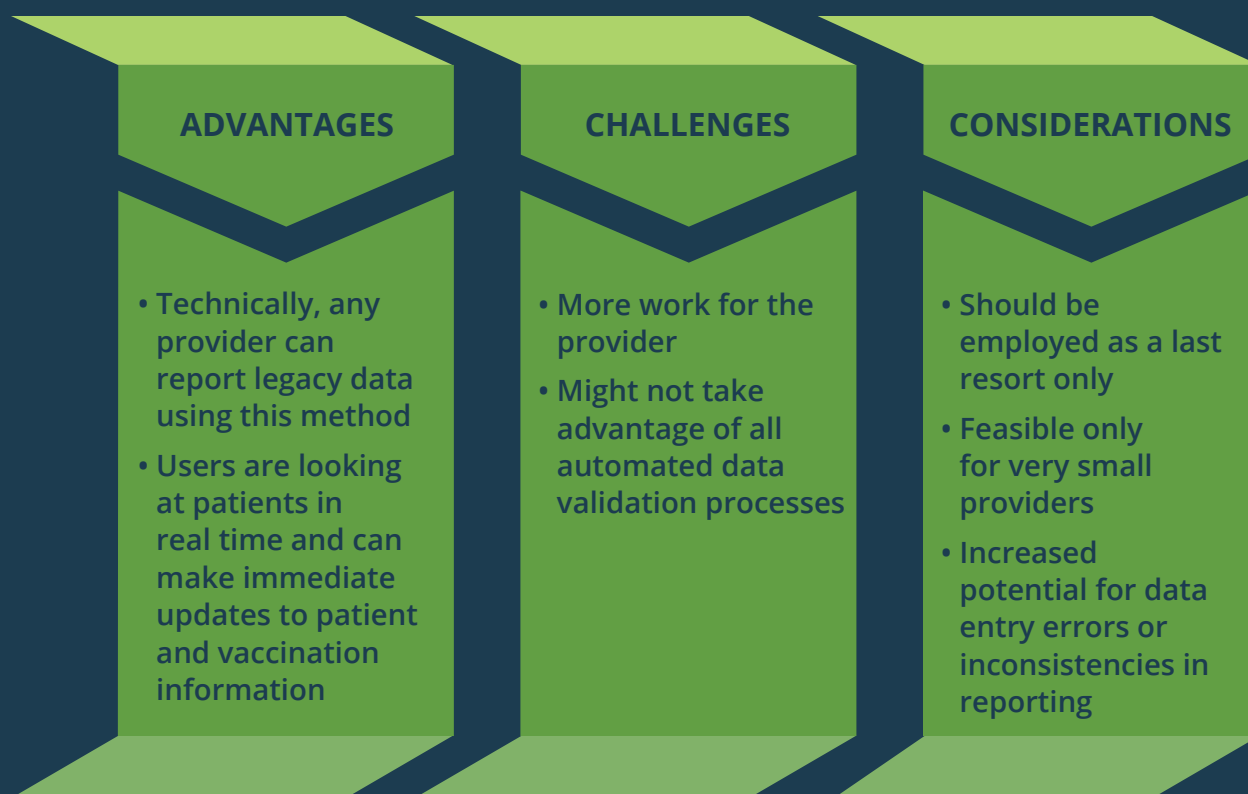 ADVANTAGES
• Technically, any
provider can
report legacy data
using this method
• Users are looking
at patients in
real time and can
make immediate
updates to patient
and vaccination
information
CHALLENGES
• More work for the
provider
• Might not take
advantage of all
automated data
validation processes
CONSIDERATIONS
• Should be
employed as a last
resort only
• Feasible only
for very small
providers
• Increased
potential for data
entry errors or
inconsistencies in
reporting